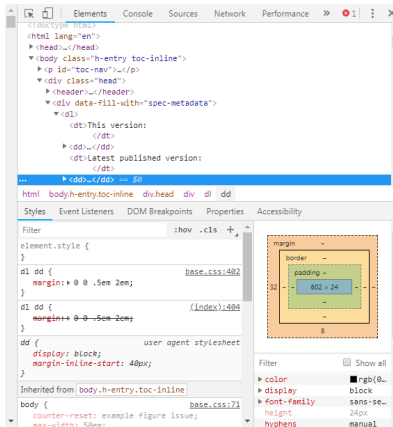 Elements Console Sources Network Performance » 1
<!doctype html>
<html lang="en">
<head>…</head>
<body class="h-entry toc-inline">
<p id="toc-nav">…</p>
<div class="head">
<header>…</header>
<div data-fill-with="spec-metadata">
<dl>
<dt>This version:
</dt>
<dd>…</dd>
<dt>Latest published version:
</dt>
… <dd>…</dd> == $0
html body.h-entry.toc-inline div.head div dl dd
Styles Event Listeners DOM Breakpoints Properties Accessibility
Filter :hov .cls +
element.style {
}
dl dd { base.css:402
margin: 0 0 .5em 2em;
}
dl dd { (index):404
margin: 0 0 .5em 2em;
}
dd { user agent stylesheet
display: block;
margin-inline-start: 40px;
}
Inherited from body.h-entry.toc-inline
body { base.css:71
counter-reset: example figure issue;
max-width: 50em;
margin –
border –
padding –
32 – – 602 × 24 – – –
–
–
8
Filter Show all
color rgb(0…
display block
font-family sans-se…
height 24px
hyphens manual